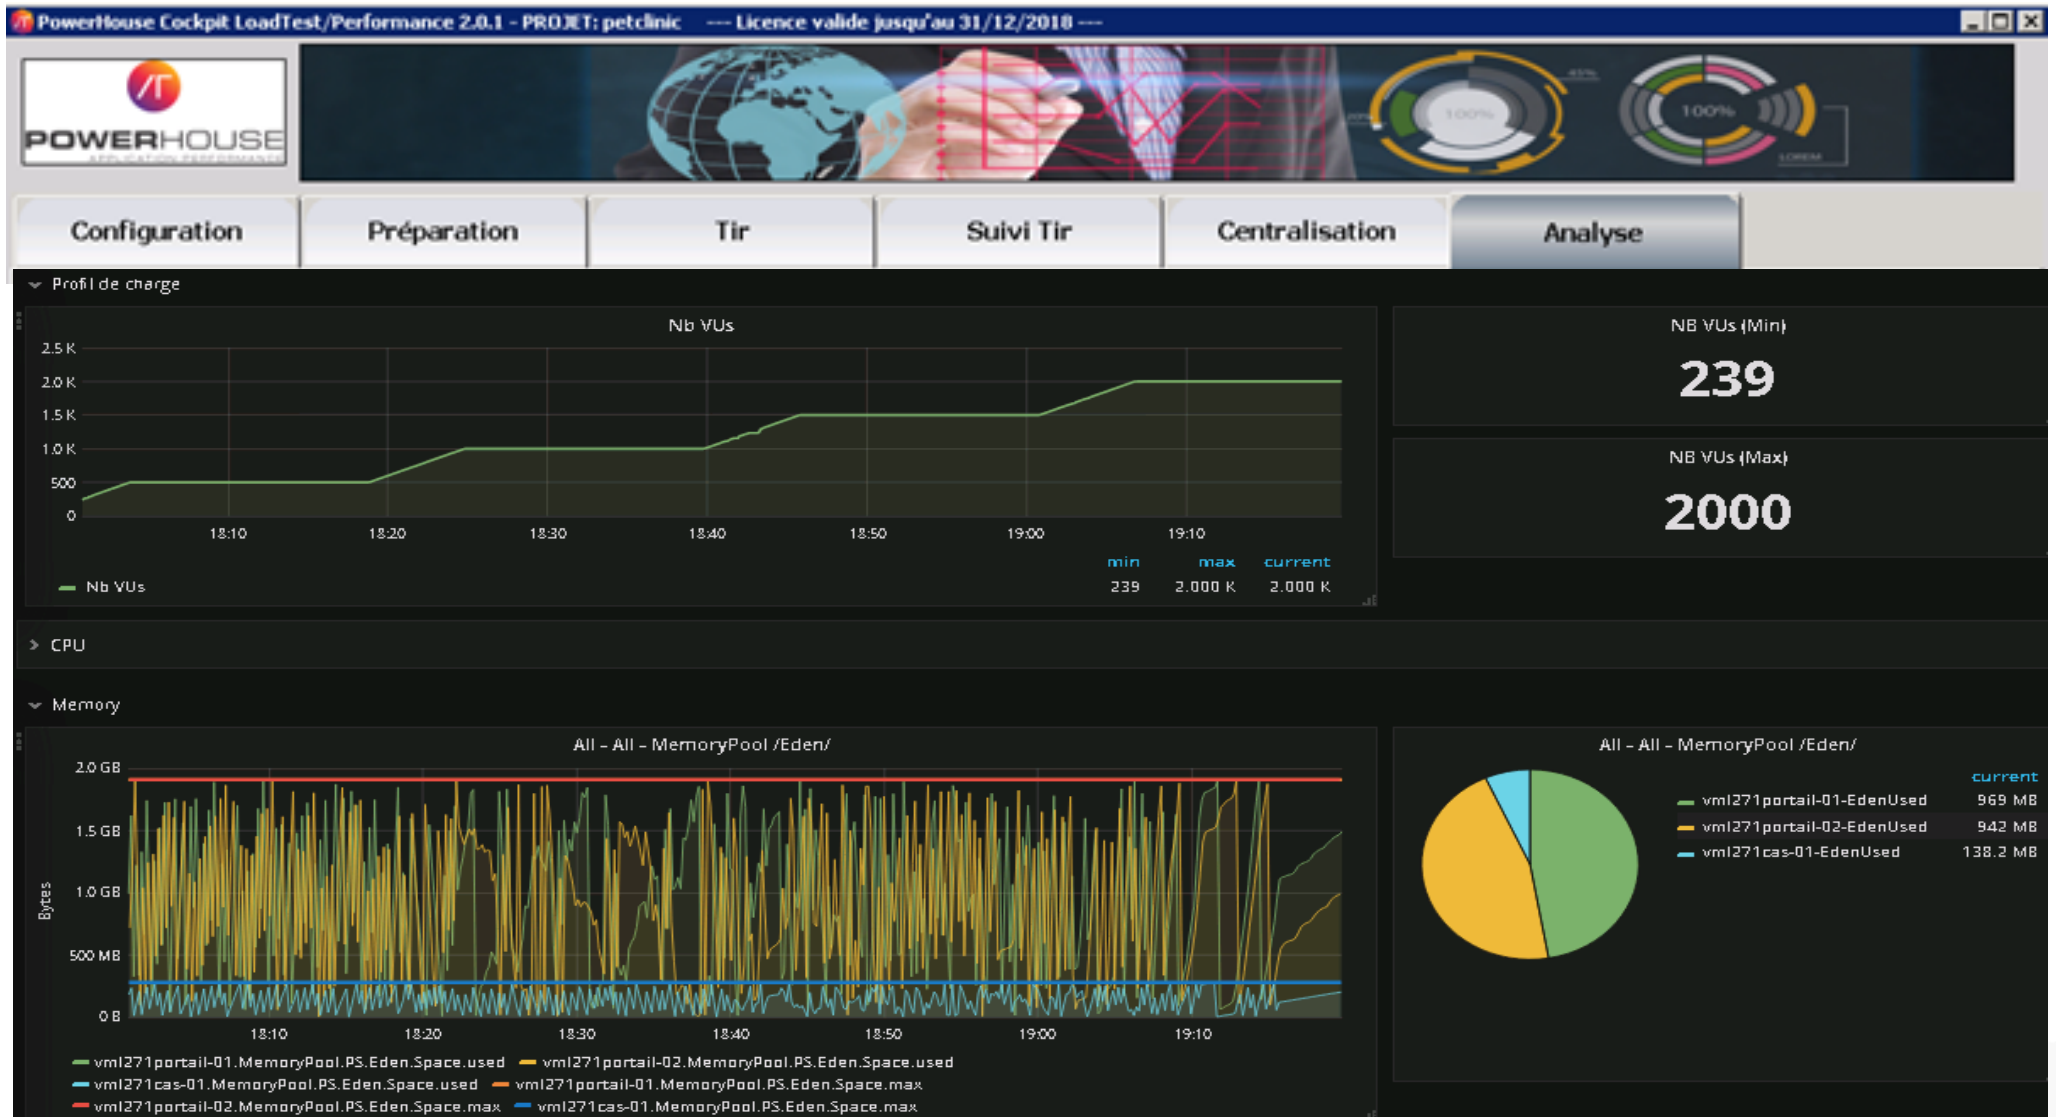 PowerHouse Cockpit LoadTest/Performance 2.0.1 - PROJET: petclinic --- Licence valide jusqu'au 31/12/2018 ---
POWERHOUSE
APPLICATION PERFORMANCE
45%
100%
100%
LOREM
Configuration
Préparation
Tir
Suivi Tir
Centralisation
Analyse
Profil de charge
Nb VUs
2.5 K
2.0 K
1.5 K
1.0 K
500
0
18:10 18:20 18:30 18:40 18:50 19:00 19:10
min max current
Nb VUs 239 2.000 K 2.000 K
NB VUs (Min)
239
NB VUs (Max)
2000
CPU
Memory
All - All - MemoryPool /Eden/
Bytes
2.0 GB
1.5 GB
1.0 GB
500 MB
0 B
18:10 18:20 18:30 18:40 18:50 19:00 19:10
vml271portail-01.MemoryPool.PS.Eden.Space.used vml271portail-02.MemoryPool.PS.Eden.Space.used
vml271cas-01.MemoryPool.PS.Eden.Space.used vml271portail-01.MemoryPool.PS.Eden.Space.max
vml271portail-02.MemoryPool.PS.Eden.Space.max vml271cas-01.MemoryPool.PS.Eden.Space.max
All - All - MemoryPool /Eden/
current
vml271portail-01-EdenUsed 969 MB
vml271portail-02-EdenUsed 942 MB
vml271cas-01-EdenUsed 138.2 MB